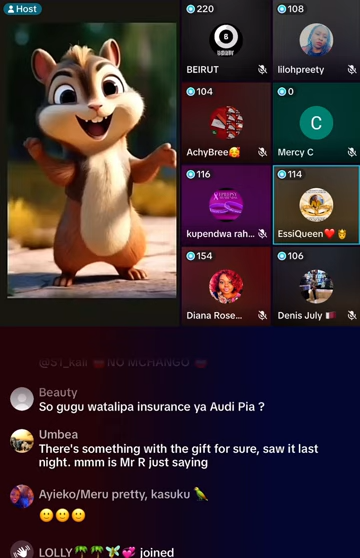 Host
220
BEIRUT
108
lilohpreety
104
AchyBree🥰
0
C
Mercy C
116
kupendwa rah...
114
EssiQueen❤️👸
154
Diana Rose...
106
Denis July
NO MCHANGO
Beauty
So gugu watalipa insurance ya Audi Pia ?
Umbea
There's something with the gift for sure, saw it last
night. mmm is Mr R just saying
Ayieko/Meru pretty, kasuku 🦜
🙂🙂🙂
LOLLY🌴🌴🦋💞 joined